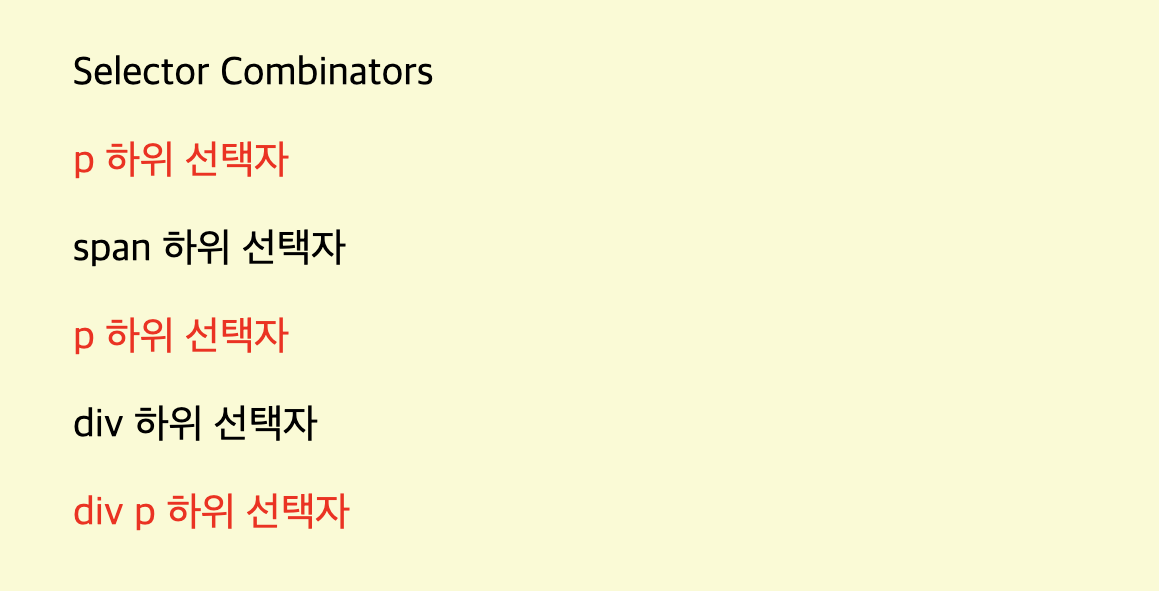 Selector Combinators
p 하위 선택자
span 하위 선택자
p 하위 선택자
div 하위 선택자
div p 하위 선택자